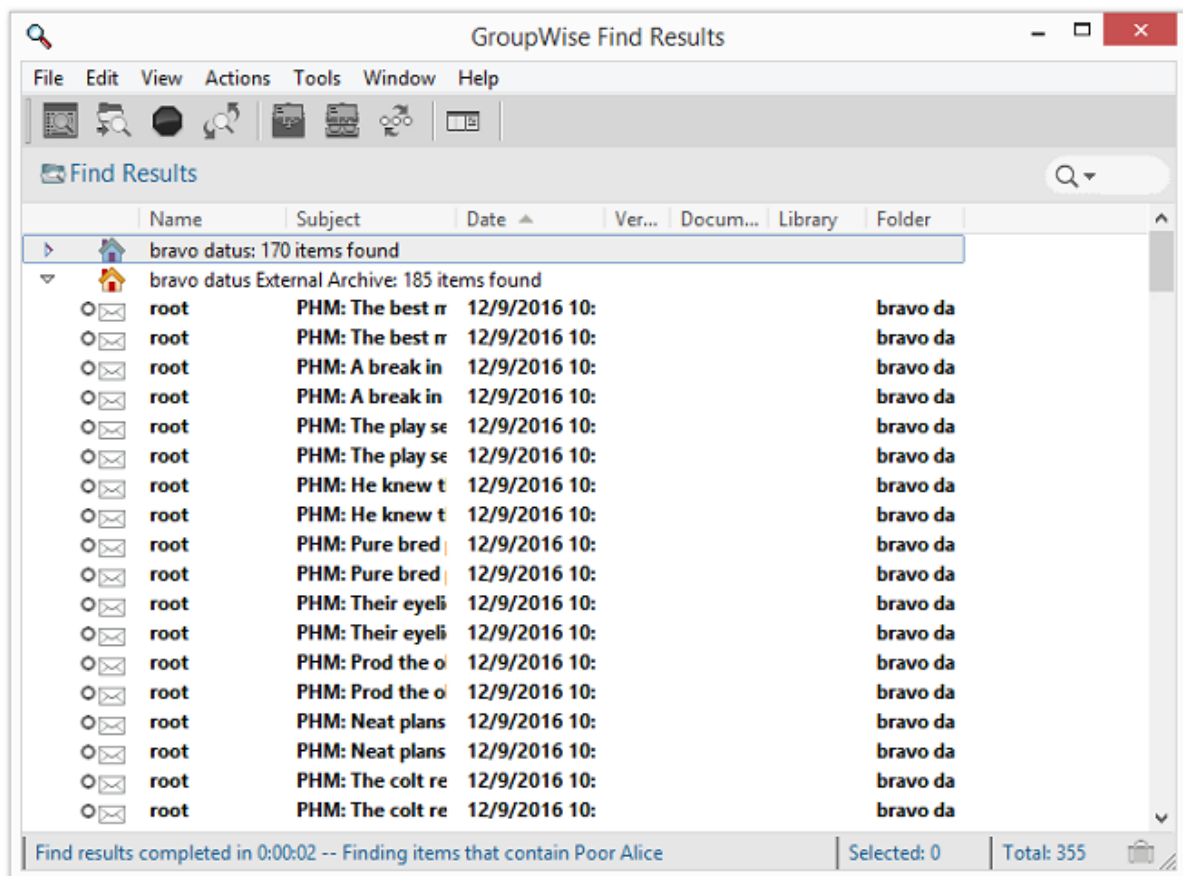 GroupWise Find Results
File Edit View Actions Tools Window Help
Find Results
Name Subject Date Ver... Docum... Library Folder
bravo datus: 170 items found
bravo datus External Archive: 185 items found
root PHM: The best m 12/9/2016 10: bravo da
root PHM: The best m 12/9/2016 10: bravo da
root PHM: A break in 12/9/2016 10: bravo da
root PHM: A break in 12/9/2016 10: bravo da
root PHM: The play se 12/9/2016 10: bravo da
root PHM: The play se 12/9/2016 10: bravo da
root PHM: He knew t 12/9/2016 10: bravo da
root PHM: He knew t 12/9/2016 10: bravo da
root PHM: Pure bred 12/9/2016 10: bravo da
root PHM: Pure bred 12/9/2016 10: bravo da
root PHM: Their eyeli 12/9/2016 10: bravo da
root PHM: Their eyeli 12/9/2016 10: bravo da
root PHM: Prod the ol 12/9/2016 10: bravo da
root PHM: Prod the ol 12/9/2016 10: bravo da
root PHM: Neat plans 12/9/2016 10: bravo da
root PHM: Neat plans 12/9/2016 10: bravo da
root PHM: The colt re 12/9/2016 10: bravo da
root PHM: The colt re 12/9/2016 10: bravo da
Find results completed in 0:00:02 -- Finding items that contain Poor Alice Selected: 0 Total: 355